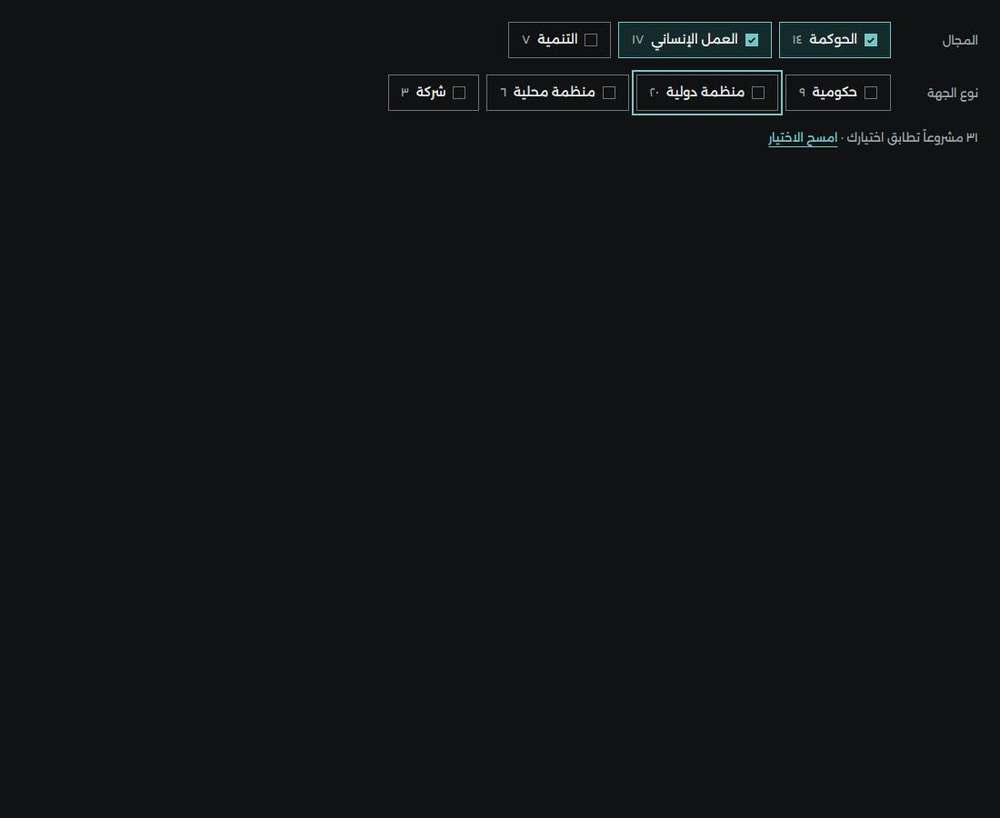 المجال الحوكمة ١٤ العمل الإنساني ١٧ التنمية ٧
نوع الجهة حكومية ٩ منظمة دولية ٢٠ منظمة محلية ٦ شركة ٣
٣١ مشروعاً تطابق اختيارك · امسح الاختيار